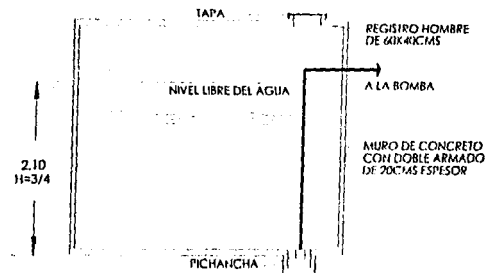 TAPA
REGISTRO HOMBRE
DE 60X40CMS
NIVEL LIBRE DEL AGUA
A LA BOMBA
2.10
H=3/4
MURO DE CONCRETO
CON DOBLE ARMADO
DE 20CMS ESPESOR
PICHANCHA